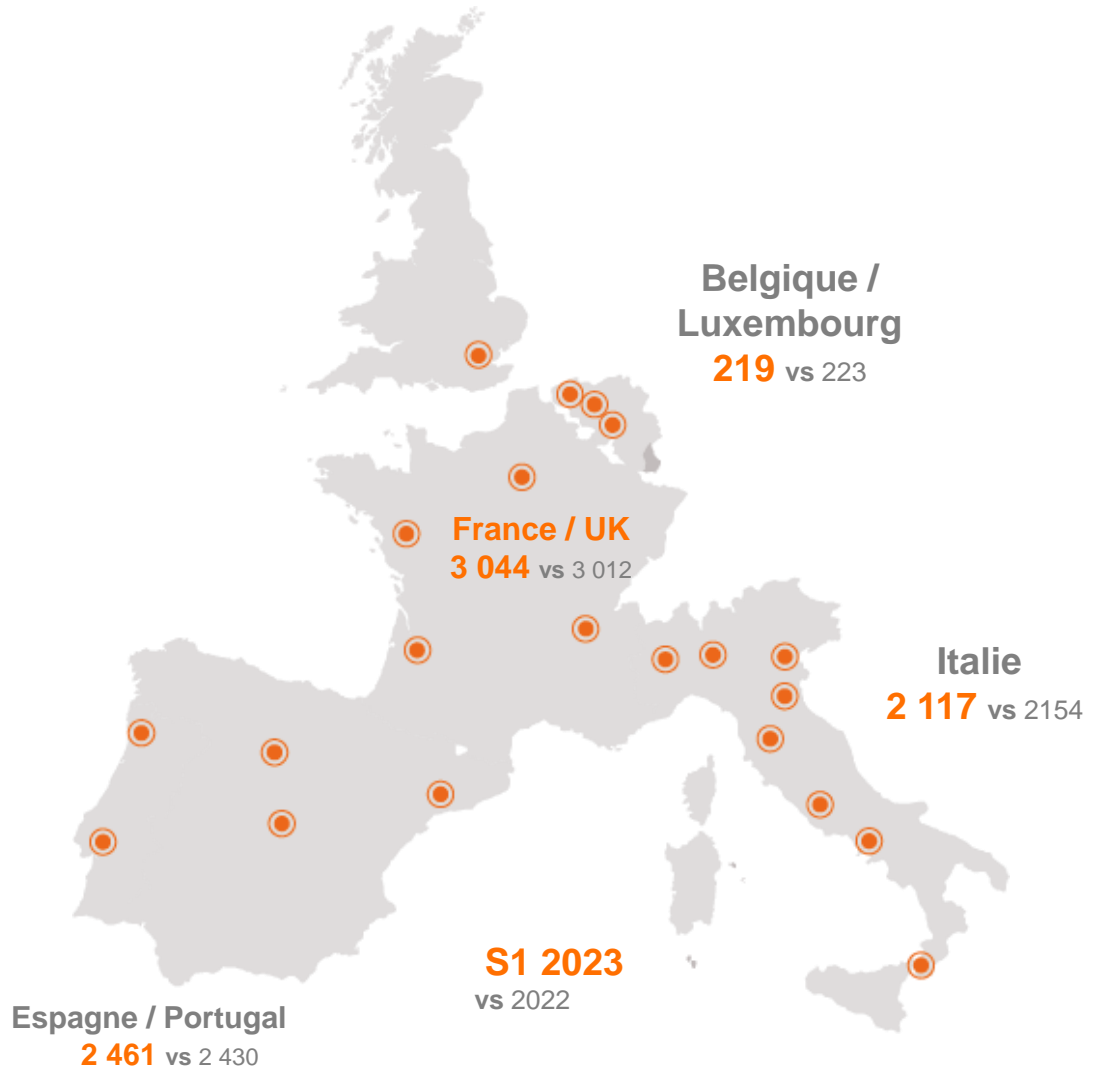 Belgique /
Luxembourg
219 vs 223
France / UK
3 044 vs 3 012
Italie
2 117 vs 2154
S1 2023
vs 2022
Espagne / Portugal
2 461 vs 2 430